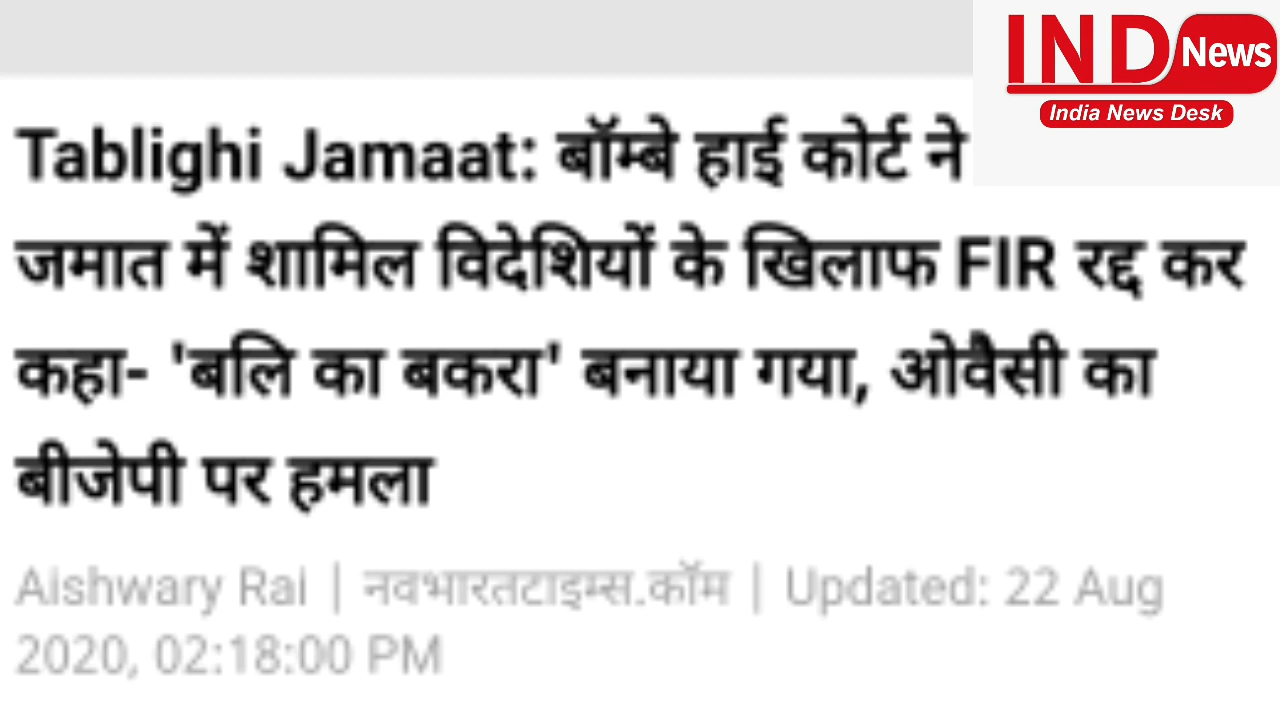 IND News
India News Desk
Tablighi Jamaat: बॉम्बे हाई कोर्ट ने
जमात में शामिल विदेशियों के खिलाफ FIR रद्द कर
कहा- 'बलि का बकरा' बनाया गया, ओवैसी का
बीजेपी पर हमला
Aishwary Rai | नवभारतटाइम्स.कॉम | Updated: 22 Aug
2020, 02:18:00 PM